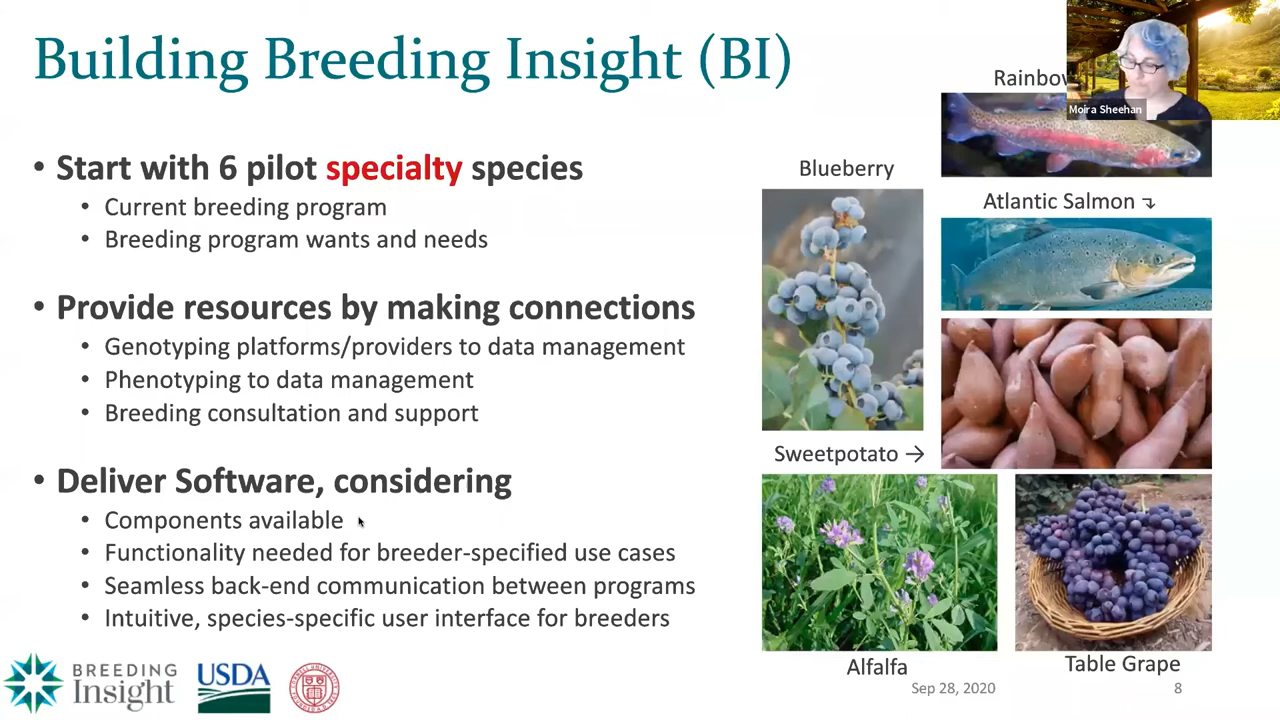 Building Breeding Insight (BI)
• Start with 6 pilot specialty species
• Current breeding program
• Breeding program wants and needs
• Provide resources by making connections
• Genotyping platforms/providers to data management
• Phenotyping to data management
• Breeding consultation and support
• Deliver Software, considering
• Components available
• Functionality needed for breeder-specified use cases
• Seamless back-end communication between programs
• Intuitive, species-specific user interface for breeders
Moira Sheehan
Blueberry
Atlantic Salmon
Sweetpotato →
Alfalfa
Table Grape
BREEDING
Insight
USDA
Sep 28, 2020
8